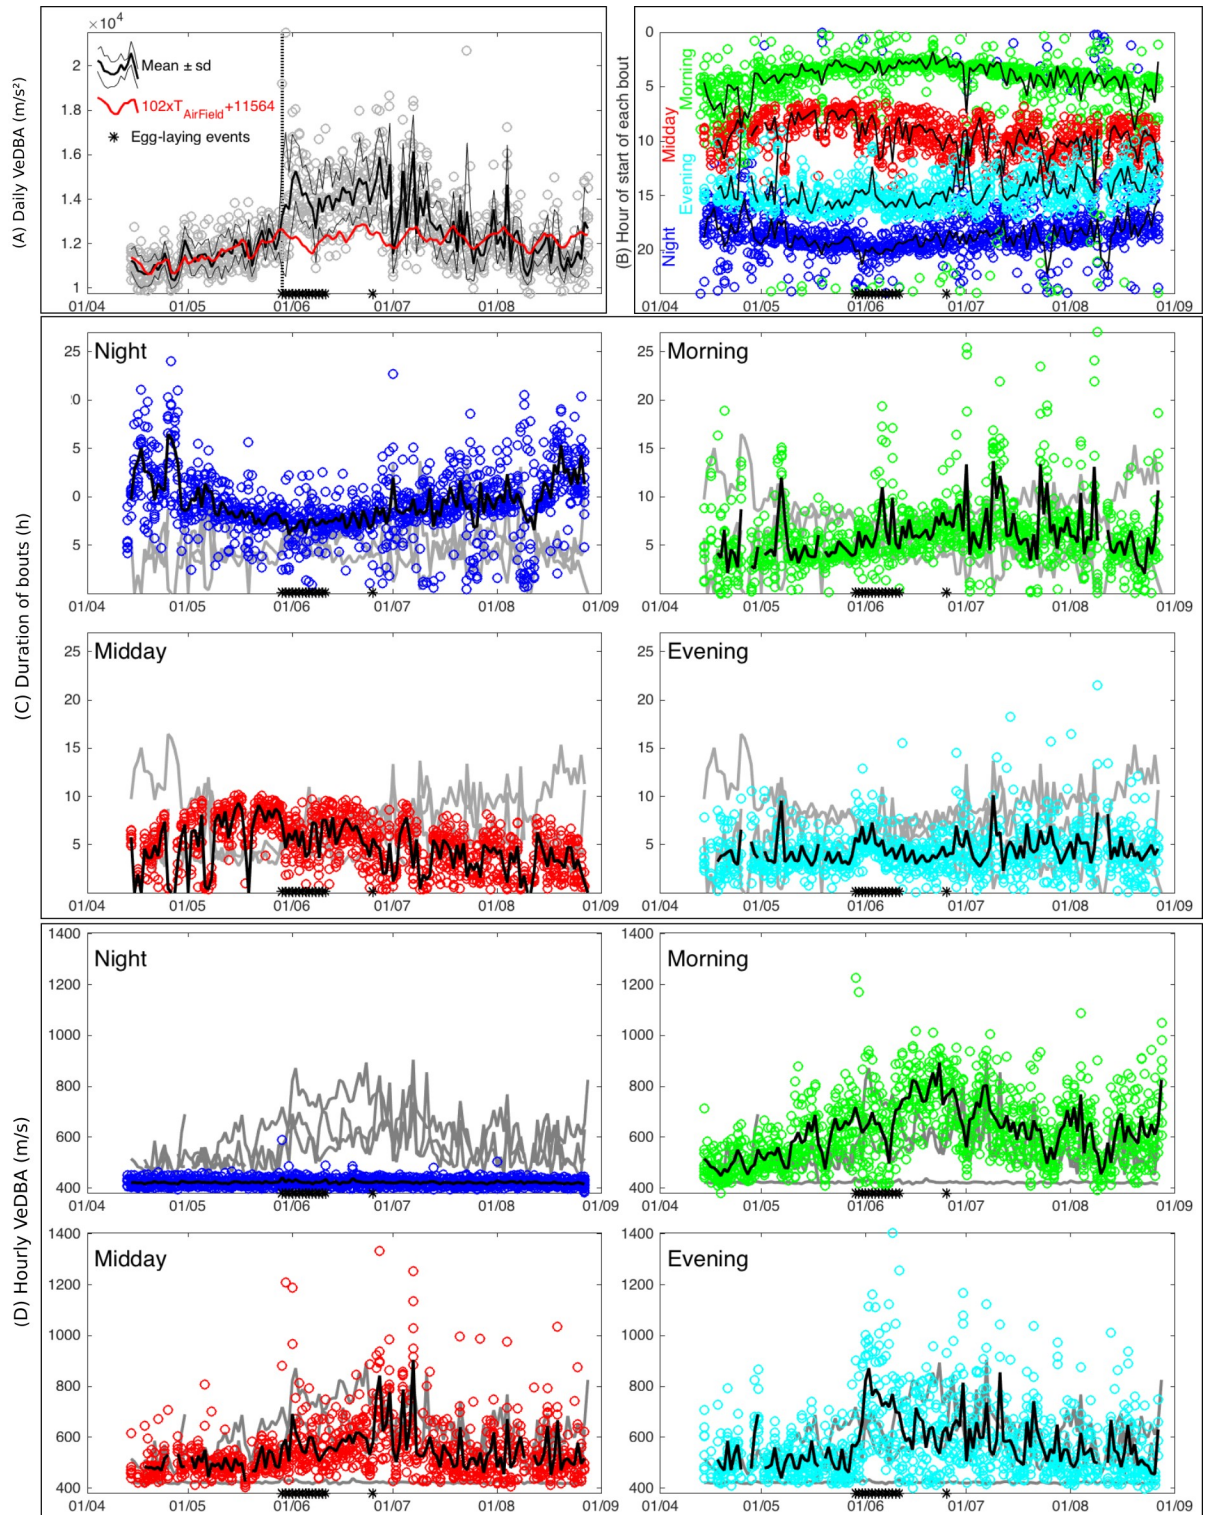 ×10⁴
(A) Daily VeDBA (m/s²)
2
1.8
1.6
1.4
1.2
1
Mean ± sd
102xT_AirField+11564
Egg-laying events
01/04 01/05 01/06 01/07 01/08 01/09
(B) Hour of start of each bout
Night Evening Midday Morning
0
5
10
15
20
01/04 01/05 01/06 01/07 01/08 01/09
(C) Duration of bouts (h)
Night
25
0
5
0
5
01/04 01/05 01/06 01/07 01/08 01/09
Morning
25
20
15
10
5
01/04 01/05 01/06 01/07 01/08 01/09
Midday
25
20
15
10
5
01/04 01/05 01/06 01/07 01/08 01/09
Evening
25
20
15
10
5
01/04 01/05 01/06 01/07 01/08 01/09
(D) Hourly VeDBA (m/s)
Night
1400
1200
1000
800
600
400
01/04 01/05 01/06 01/07 01/08 01/09
Morning
1400
1200
1000
800
600
400
01/04 01/05 01/06 01/07 01/08 01/09
Midday
1400
1200
1000
800
600
400
01/04 01/05 01/06 01/07 01/08 01/09
Evening
1400
1200
1000
800
600
400
01/04 01/05 01/06 01/07 01/08 01/09